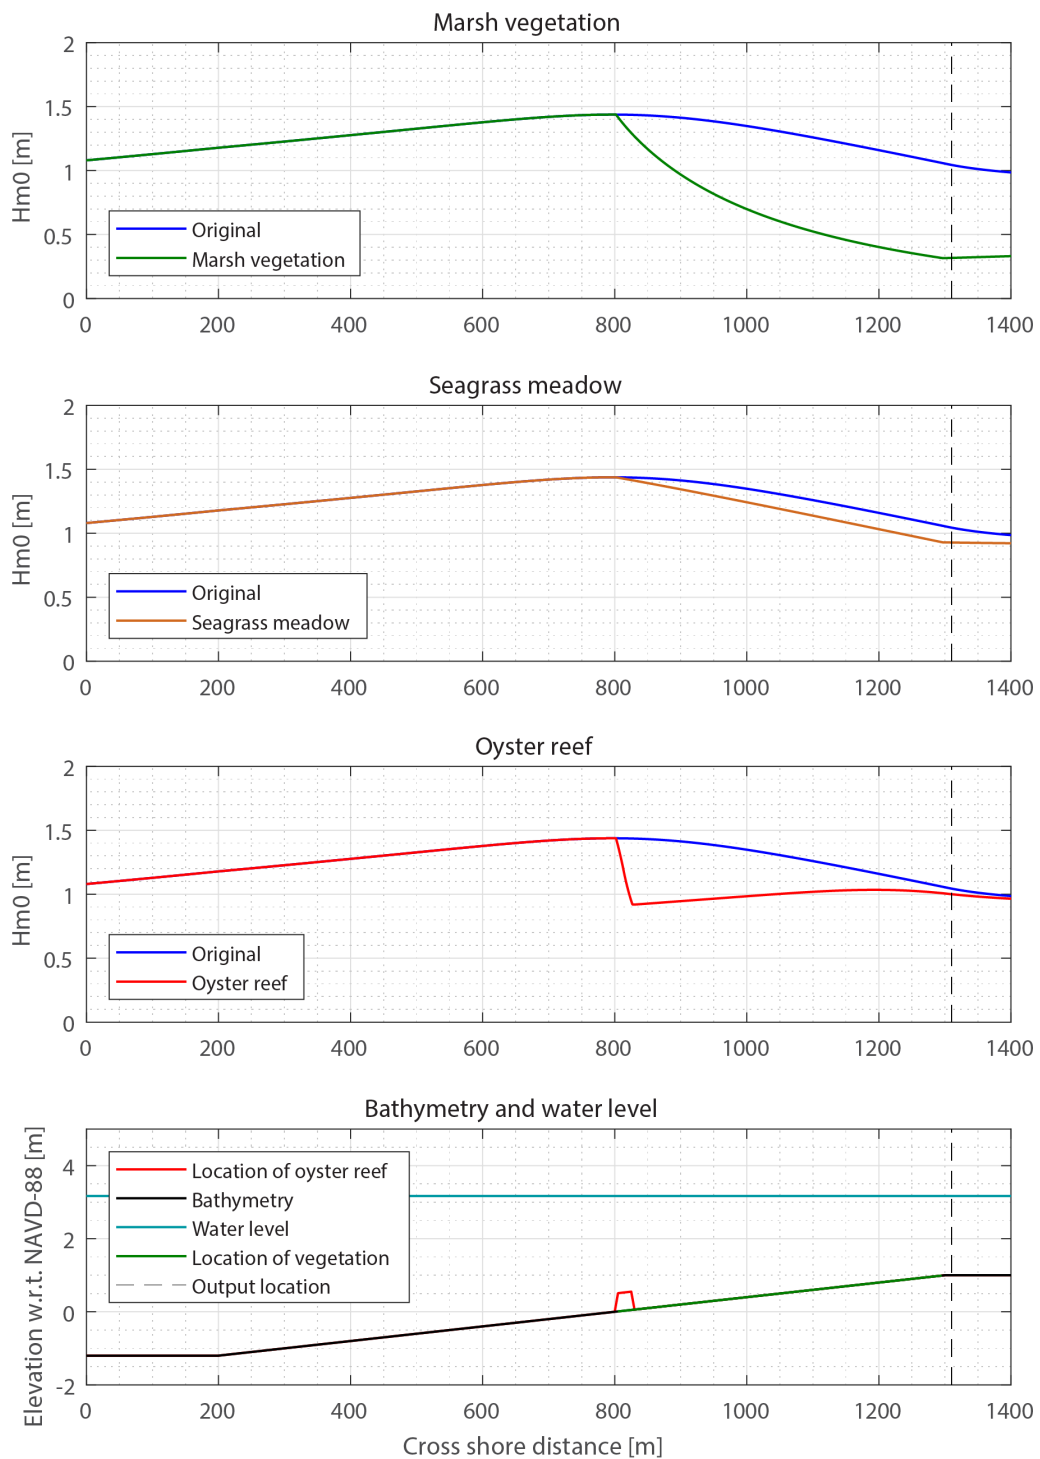 Marsh vegetation
2
1.5
1
0.5
0
Hm0 [m]
Original
Marsh vegetation
0 200 400 600 800 1000 1200 1400
Seagrass meadow
2
1.5
1
0.5
0
Hm0 [m]
Original
Seagrass meadow
0 200 400 600 800 1000 1200 1400
Oyster reef
2
1.5
1
0.5
0
Hm0 [m]
Original
Oyster reef
0 200 400 600 800 1000 1200 1400
Bathymetry and water level
4
2
0
-2
Elevation w.r.t. NAVD-88 [m]
Location of oyster reef
Bathymetry
Water level
Location of vegetation
Output location
0 200 400 600 800 1000 1200 1400
Cross shore distance [m]